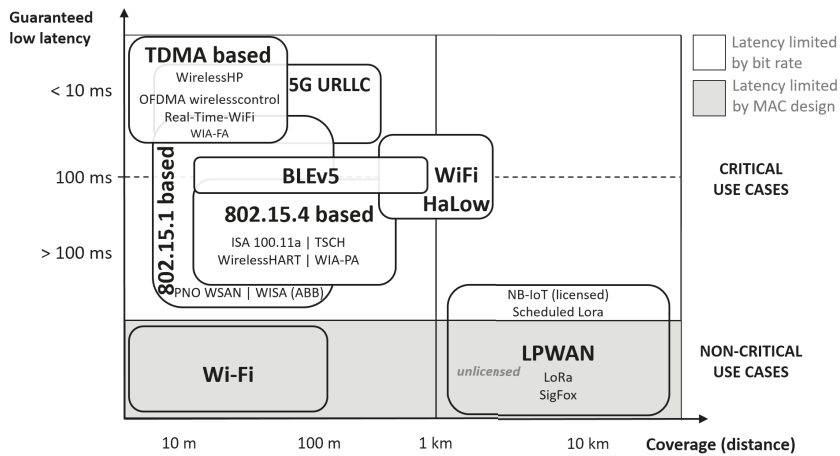 Guaranteed
low latency
< 10 ms
100 ms
> 100 ms
TDMA based
WirelessHP
OFDMA wirelesscontrol
Real-Time-WiFi
WIA-FA
5G URLLC
802.15.1 based
PNO WSAN | WISA (ABB)
BLEv5
802.15.4 based
ISA 100.11a | TSCH
WirelessHART | WIA-PA
WiFi
HaLow
NB-IoT (licensed)
Scheduled Lora
LPWAN
unlicensed
LoRa
SigFox
Wi-Fi
Latency limited
by bit rate
Latency limited
by MAC design
CRITICAL
USE CASES
NON-CRITICAL
USE CASES
10 m
100 m
1 km
10 km
Coverage (distance)